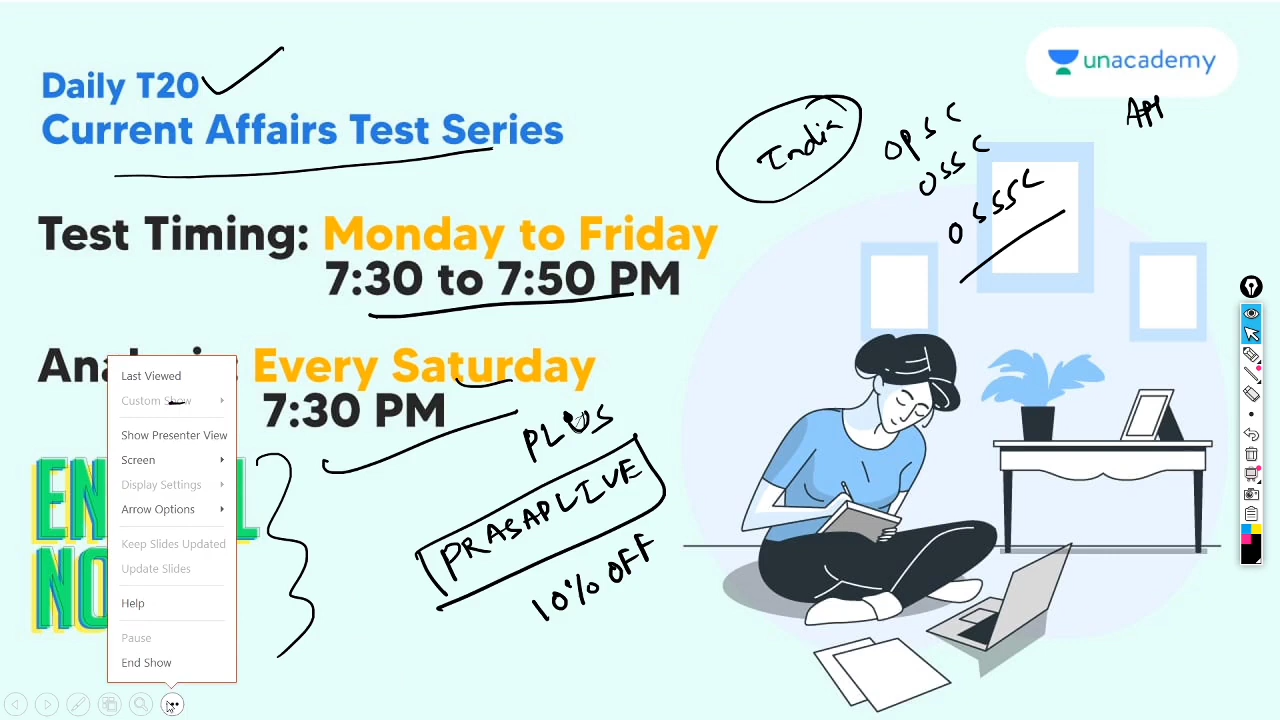 Daily T20
Current Affairs Test Series
unacademy
India
OPSC
OSSC
OSSSC
APP
Test Timing: Monday to Friday
7:30 to 7:50 PM
Every Saturday
7:30 PM
PLUS
PRASAPLIVE
10% OFF
Last Viewed
Custom Show
Show Presenter View
Screen
Display Settings
Arrow Options
Keep Slides Updated
Update Slides
Help
Pause
End Show